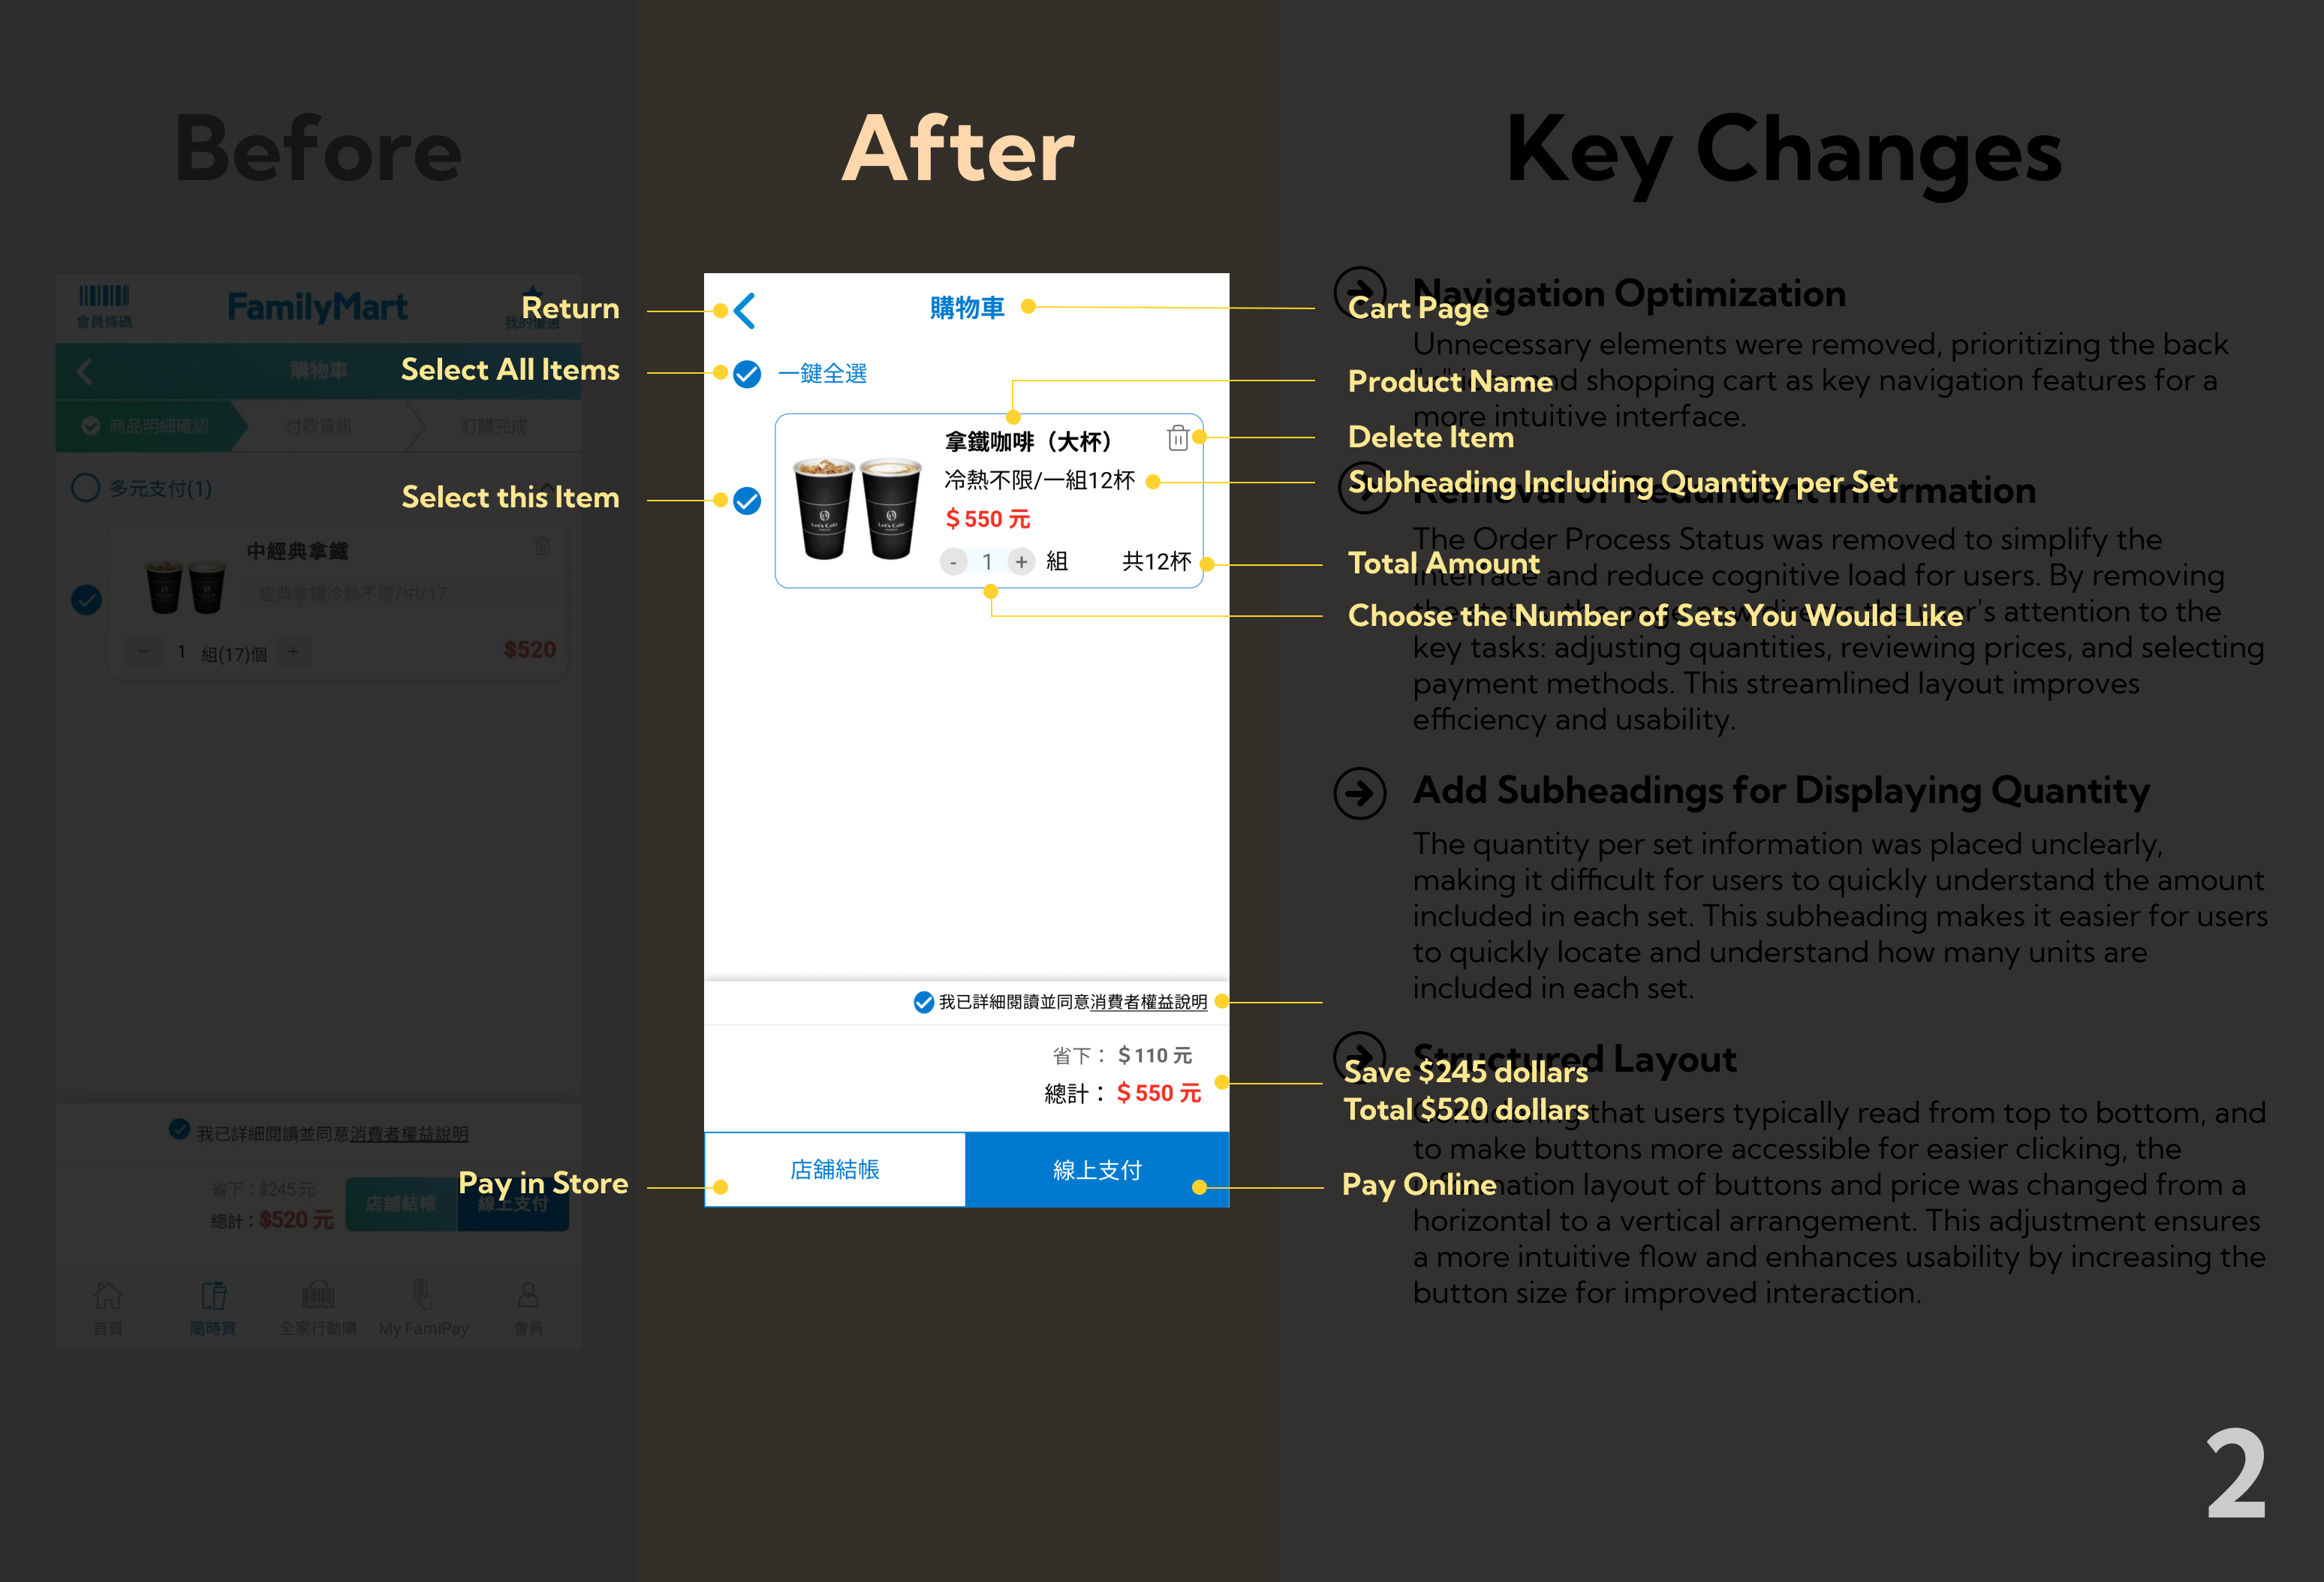 Before
After
Key Changes
會員條碼
FamilyMart
購物車
商品明細確認
付款資訊
訂購完成
多元支付(1)
中經典拿鐵
經典拿鐵冷熱不限/中/17
− 1 組(17)個 +
$520
我已詳細閱讀並同意消費者權益說明
省下：$245 元
總計：$520 元
店舖結帳
線上支付
首頁
隨時買
全家行動購
My FamiPay
會員
Return
Select All Items
Select this Item
Pay in Store
購物車
一鍵全選
拿鐵咖啡（大杯）
冷熱不限/一組12杯
$ 550 元
- 1 + 組
共12杯
Let's Café
Let's Café
我已詳細閱讀並同意消費者權益說明
省下： $ 110 元
總計： $ 550 元
店舖結帳
線上支付
Cart Page
Product Name
Delete Item
Subheading Including Quantity per Set
Total Amount
Choose the Number of Sets You Would Like
Save $245 dollars
Total $520 dollars
Pay Online
Navigation Optimization
Unnecessary elements were removed, prioritizing the back
and shopping cart as key navigation features for a
more intuitive interface.
Removal of Redundant Information
The Order Process Status was removed to simplify the
interface and reduce cognitive load for users. By removing
the user's attention to the
key tasks: adjusting quantities, reviewing prices, and selecting
payment methods. This streamlined layout improves
efficiency and usability.
Add Subheadings for Displaying Quantity
The quantity per set information was placed unclearly,
making it difficult for users to quickly understand the amount
included in each set. This subheading makes it easier for users
to quickly locate and understand how many units are
included in each set.
Structured Layout
Considering that users typically read from top to bottom, and
to make buttons more accessible for easier clicking, the
information layout of buttons and price was changed from a
horizontal to a vertical arrangement. This adjustment ensures
a more intuitive flow and enhances usability by increasing the
button size for improved interaction.
2